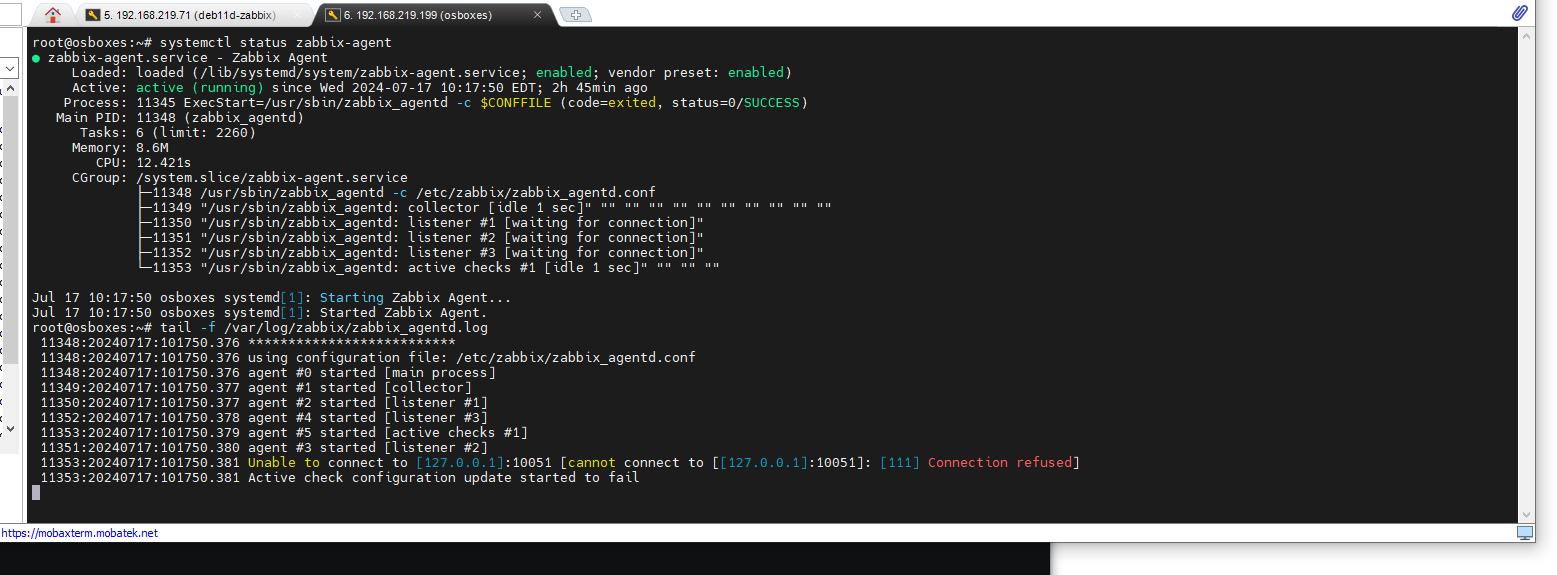 5. 192.168.219.71 (deb11d-zabbix)
6. 192.168.219.199 (osboxes)
root@osboxes:~# systemctl status zabbix-agent
● zabbix-agent.service - Zabbix Agent
     Loaded: loaded (/lib/systemd/system/zabbix-agent.service; enabled; vendor preset: enabled)
     Active: active (running) since Wed 2024-07-17 10:17:50 EDT; 2h 45min ago
    Process: 11345 ExecStart=/usr/sbin/zabbix_agentd -c $CONFFILE (code=exited, status=0/SUCCESS)
   Main PID: 11348 (zabbix_agentd)
      Tasks: 6 (limit: 2260)
     Memory: 8.6M
        CPU: 12.421s
     CGroup: /system.slice/zabbix-agent.service
             ├─11348 /usr/sbin/zabbix_agentd -c /etc/zabbix/zabbix_agentd.conf
             ├─11349 "/usr/sbin/zabbix_agentd: collector [idle 1 sec]" "" "" "" "" "" "" "" "" "" ""
             ├─11350 "/usr/sbin/zabbix_agentd: listener #1 [waiting for connection]"
             ├─11351 "/usr/sbin/zabbix_agentd: listener #2 [waiting for connection]"
             ├─11352 "/usr/sbin/zabbix_agentd: listener #3 [waiting for connection]"
             └─11353 "/usr/sbin/zabbix_agentd: active checks #1 [idle 1 sec]" "" "" ""
Jul 17 10:17:50 osboxes systemd[1]: Starting Zabbix Agent...
Jul 17 10:17:50 osboxes systemd[1]: Started Zabbix Agent.
root@osboxes:~# tail -f /var/log/zabbix/zabbix_agentd.log
 11348:20240717:101750.376 **************************
 11348:20240717:101750.376 using configuration file: /etc/zabbix/zabbix_agentd.conf
 11348:20240717:101750.376 agent #0 started [main process]
 11349:20240717:101750.377 agent #1 started [collector]
 11350:20240717:101750.377 agent #2 started [listener #1]
 11352:20240717:101750.378 agent #4 started [listener #3]
 11353:20240717:101750.379 agent #5 started [active checks #1]
 11351:20240717:101750.380 agent #3 started [listener #2]
 11353:20240717:101750.381 Unable to connect to [127.0.0.1]:10051 [cannot connect to [[127.0.0.1]:10051]: [111] Connection refused]
 11353:20240717:101750.381 Active check configuration update started to fail
https://mobaxterm.mobatek.net